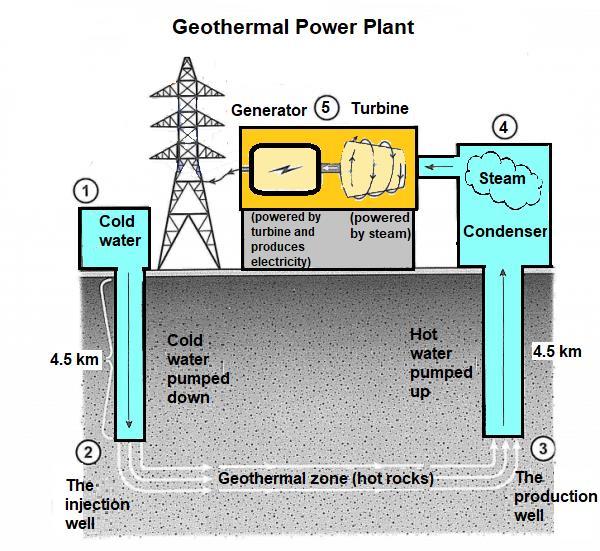 Geothermal Power Plant
Generator 5 Turbine
4
1
Steam
Cold
water
(powered by
turbine and
produces
electricity)
(powered
by steam)
Condenser
Cold
water
pumped
down
Hot
water
pumped
up
4.5 km
4.5 km
2
3
The
injection
well
Geothermal zone (hot rocks)
The
production
well